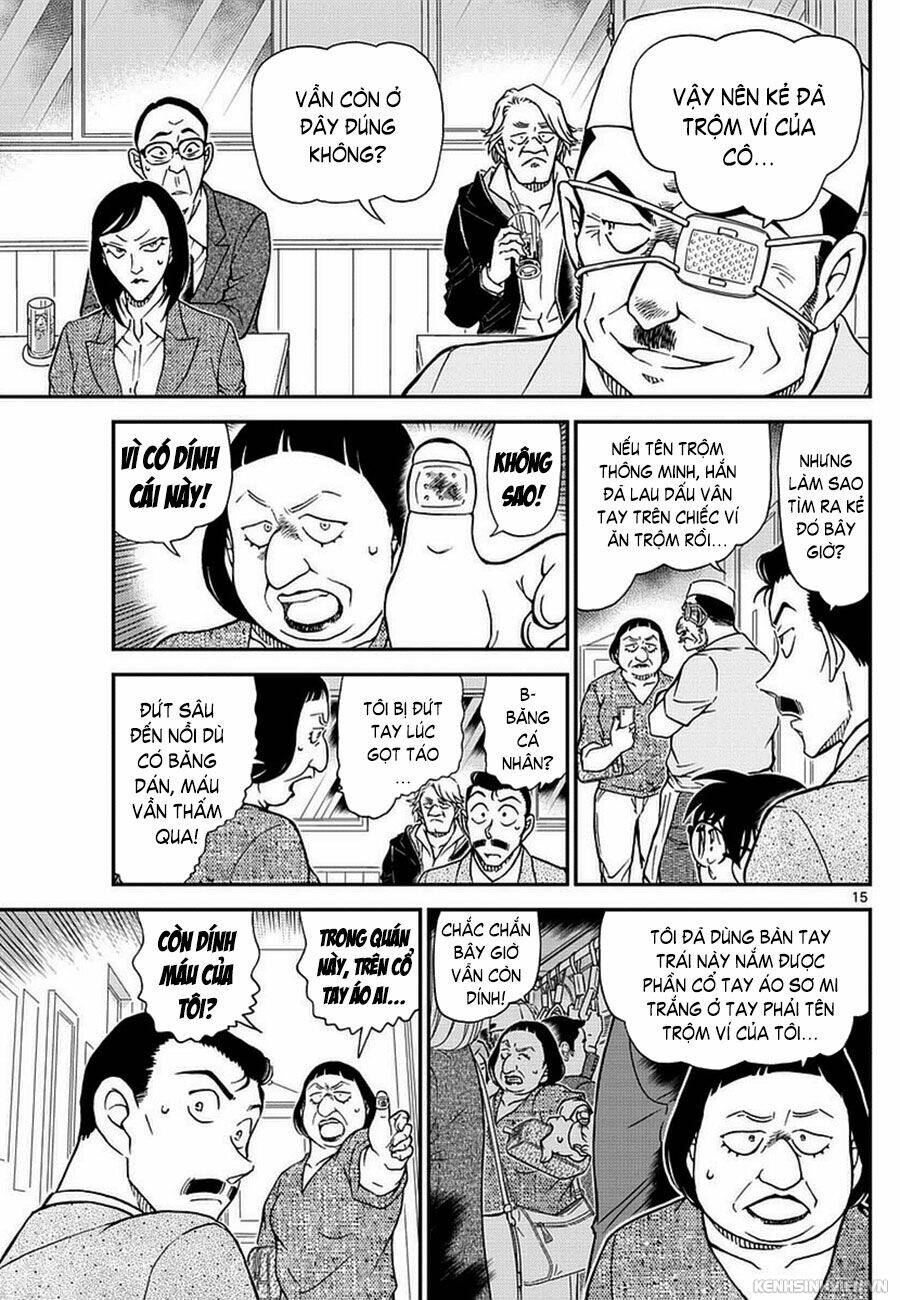 VẬY NÊN KẺ ĐÃ
TRỘM VÍ CỦA
CÔ...
VẪN CÒN Ở
ĐÂY ĐÚNG
KHÔNG?
NHƯNG
LÀM SAO
TÌM RA KẺ
ĐÓ BÂY
GIỜ?
NẾU TÊN TRỘM
THÔNG MINH, HẮN
ĐÃ LAU DẤU VÂN
TAY TRÊN CHIẾC VÍ
ĂN TRỘM RỒI...
KHÔNG
SAO!
VÌ CÓ DÍNH
CÁI NÀY!
B-
BĂNG
CÁ
NHÂN?
TÔI BỊ ĐỨT
TAY LÚC
GỌT TÁO
...
ĐỨT SÂU
ĐẾN NỖI DÙ
CÓ BĂNG
DÁN, MÁU
VẪN THẤM
QUA!
15
TÔI ĐÃ DÙNG BÀN TAY
TRÁI NÀY NẮM ĐƯỢC
PHẦN CỔ TAY ÁO SƠ MI
TRẮNG Ở TAY PHẢI TÊN
TRỘM VÍ CỦA TÔI...
CHẮC CHẮN
BÂY GIỜ
VẪN CÒN
DÍNH!
TRONG QUÁN
NÀY, TRÊN CỔ
TAY ÁO AI...
CÒN DÍNH
MÁU CỦA
TÔI?
KENHSINHVIEN.VN